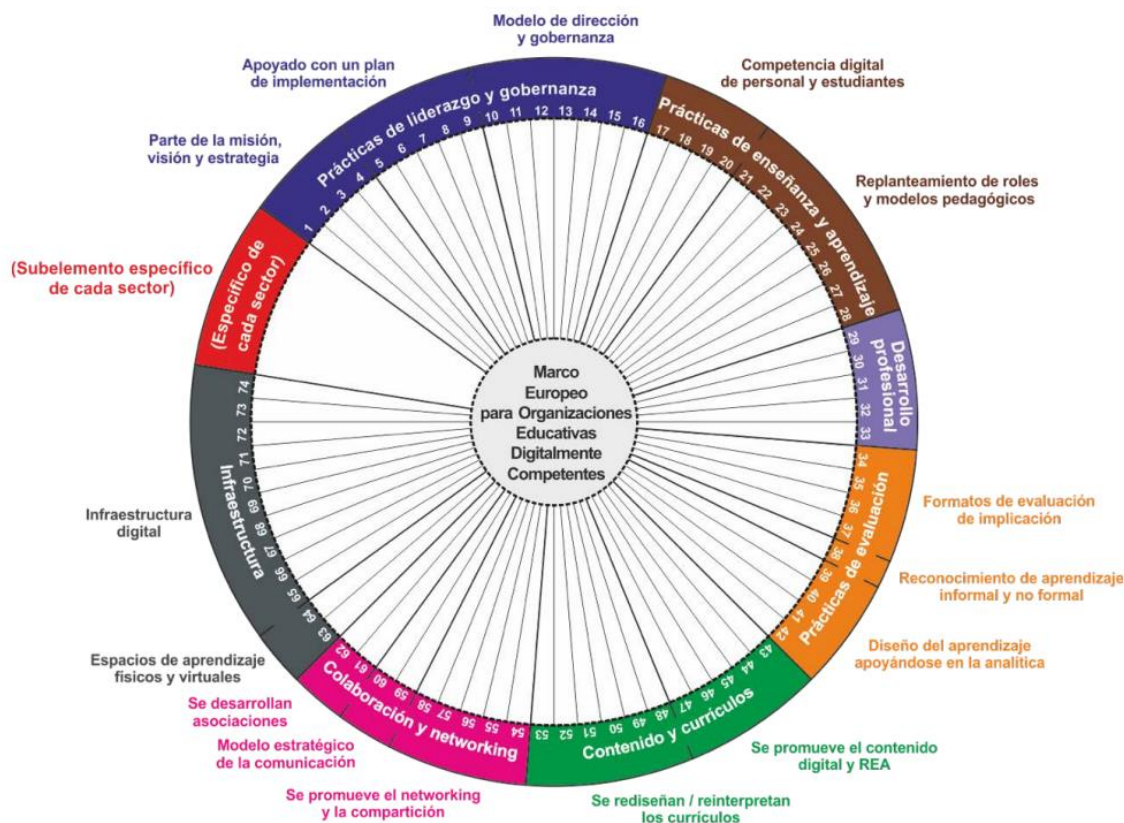 Modelo de dirección
y gobernanza
Apoyado con un plan
de implementación
Parte de la misión,
visión y estrategia
Prácticas de liderazgo y gobernanza
1 2 3 4 5 6 7 8 9 10 11 12 13 14 15 16
Competencia digital
de personal y estudiantes
Replanteamiento de roles
y modelos pedagógicos
Prácticas de enseñanza y aprendizaje
17 18 19 20 21 22 23 24 25 26 27 28
Desarrollo
profesional
29 30 31 32 33
Prácticas de evaluación
34 35 36 37 38 39 40 41 42
Formatos de evaluación
de implicación
Reconocimiento de aprendizaje
informal y no formal
Diseño del aprendizaje
apoyándose en la analítica
Contenido y currículos
43 44 45 46 47 48 49 50 51 52 53
Se promueve el contenido
digital y REA
Se rediseñan / reinterpretan
los currículos
Colaboración y networking
54 55 56 57 58 59 60 61 62
Se promueve el networking
y la compartición
Modelo estratégico
de la comunicación
Se desarrollan
asociaciones
Infraestructura
63 64 65 66 67 68 69 70 71 72 73 74
Espacios de aprendizaje
físicos y virtuales
Infraestructura
digital
(Específico de
cada sector)
(Subelemento específico
de cada sector)
Marco
Europeo
para Organizaciones
Educativas
Digitalmente
Competentes